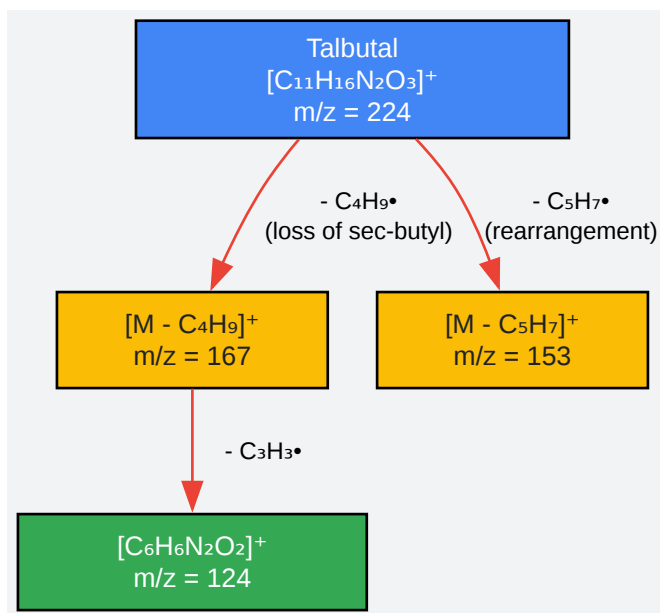 Talbutal
[C₁₁H₁₆N₂O₃]⁺
m/z = 224
- C₄H₉•
(loss of sec-butyl)
- C₅H₇•
(rearrangement)
[M - C₄H₉]⁺
m/z = 167
[M - C₅H₇]⁺
m/z = 153
- C₃H₃•
[C₆H₆N₂O₂]⁺
m/z = 124